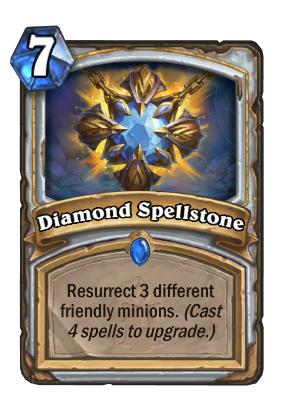 7
Diamond Spellstone
Resurrect 3 different
friendly minions. (Cast
4 spells to upgrade.)